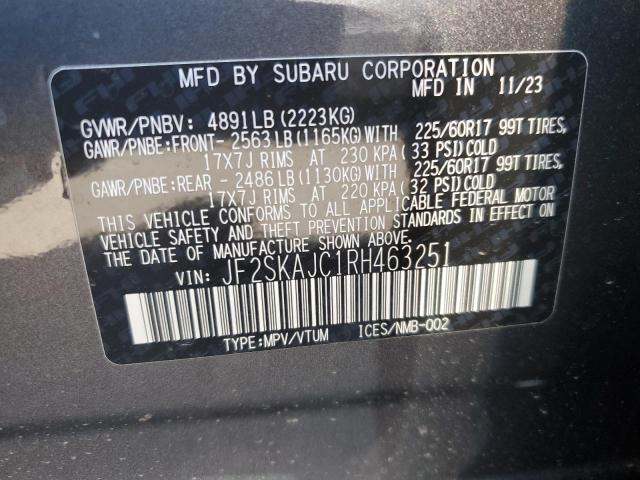 MFD BY SUBARU CORPORATION
MFD IN 11/23
GVWR/PNBV: 4891LB(2223KG)
GAWR/PNBE:FRONT- 2563LB(1165KG)WITH 225/60R17 99T TIRES,
17X7J RIMS AT 230 KPA(33 PSI)COLD
GAWR/PNBE:REAR - 2486LB(1130KG)WITH 225/60R17 99T TIRES,
17X7J RIMS AT 220 KPA(32 PSI)COLD
THIS VEHICLE CONFORMS TO ALL APPLICABLE FEDERAL MOTOR
VEHICLE SAFETY AND THEFT PREVENTION STANDARDS IN EFFECT ON
THE DATE OF MANUFACTURE SHOWN ABOVE.
VIN: JF2SKAJC1RH463251
TYPE:MPV/VTUM ICES/NMB-002